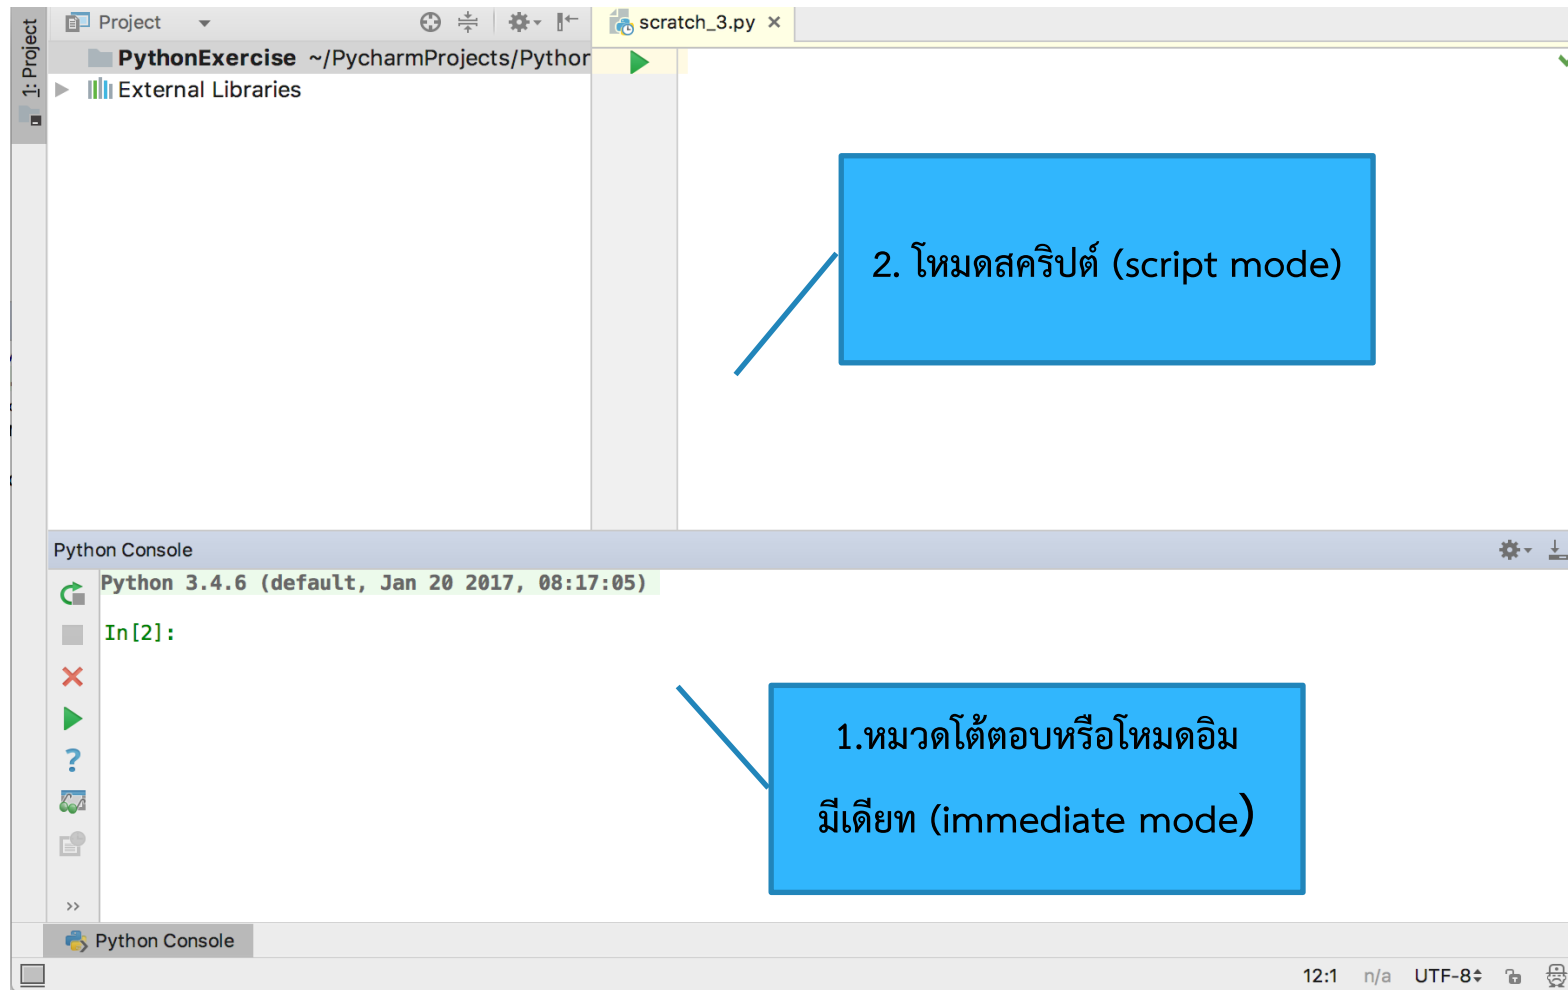 1: Project
Project
scratch_3.py
PythonExercise ~/PycharmProjects/Python
External Libraries
2. โหมดสคริปต์ (script mode)
Python Console
Python 3.4.6 (default, Jan 20 2017, 08:17:05)
In[2]:
1.หมวดโต้ตอบหรือโหมดอิม
มีเดียท (immediate mode)
Python Console
12:1 n/a UTF-8